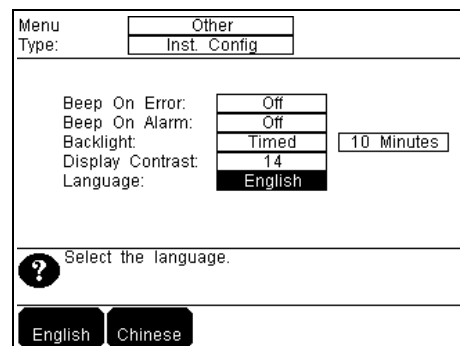 Menu Other
Type: Inst. Config
Beep On Error: Off
Beep On Alarm: Off
Backlight: Timed 10 Minutes
Display Contrast: 14
Language: English
? Select the language.
English Chinese